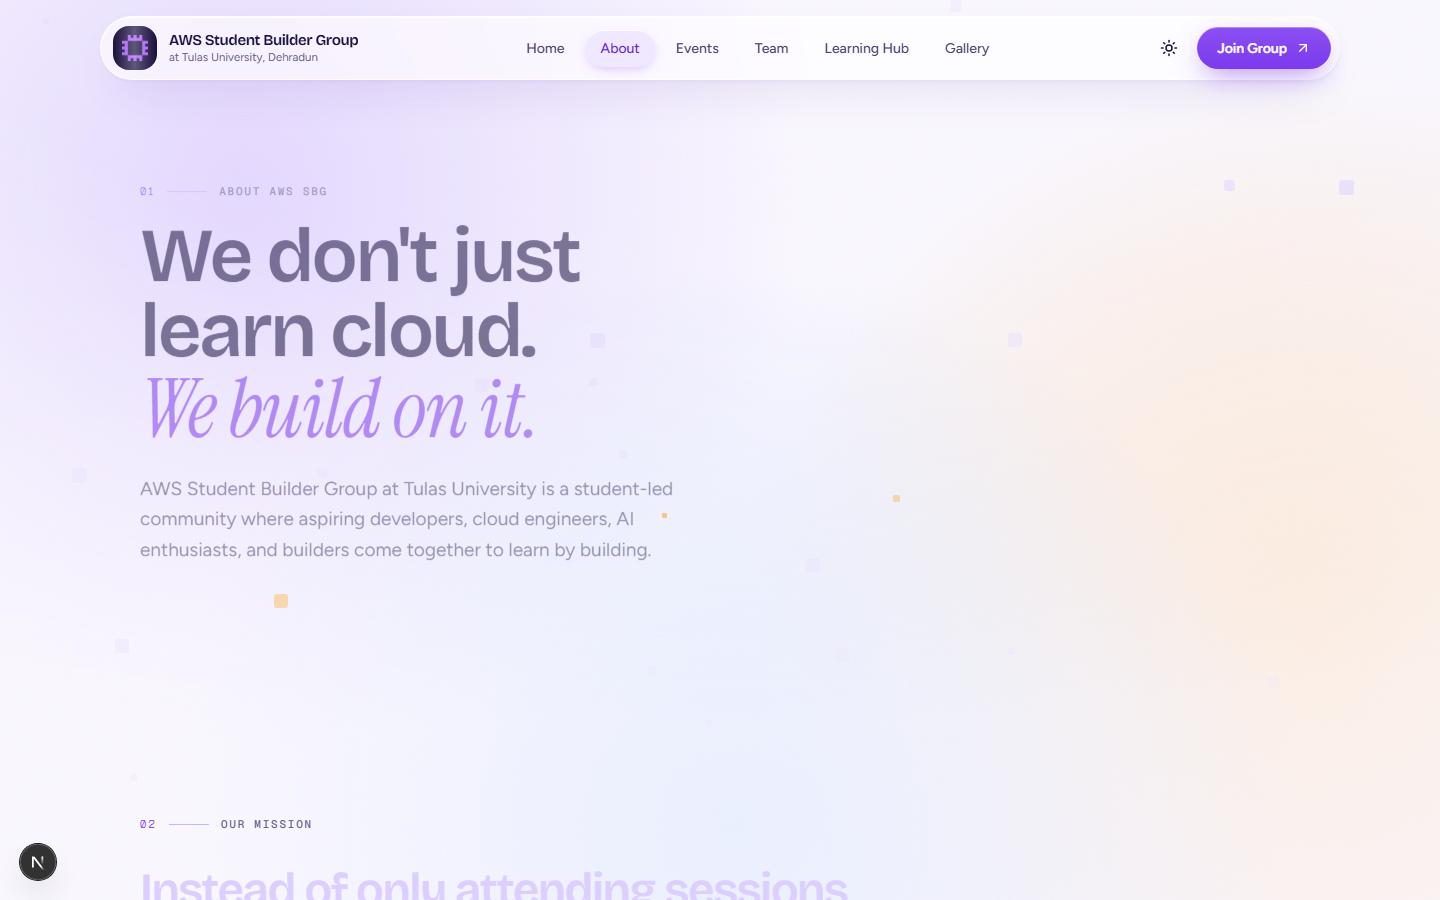 AWS Student Builder Group
at Tulas University, Dehradun
Home
About
Events
Team
Learning Hub
Gallery
Join Group
01
ABOUT AWS SBG
We don't just
learn cloud.
We build on it.
AWS Student Builder Group at Tulas University is a student-led
community where aspiring developers, cloud engineers, AI
enthusiasts, and builders come together to learn by building.
02
OUR MISSION
N
Instead of only attending sessions